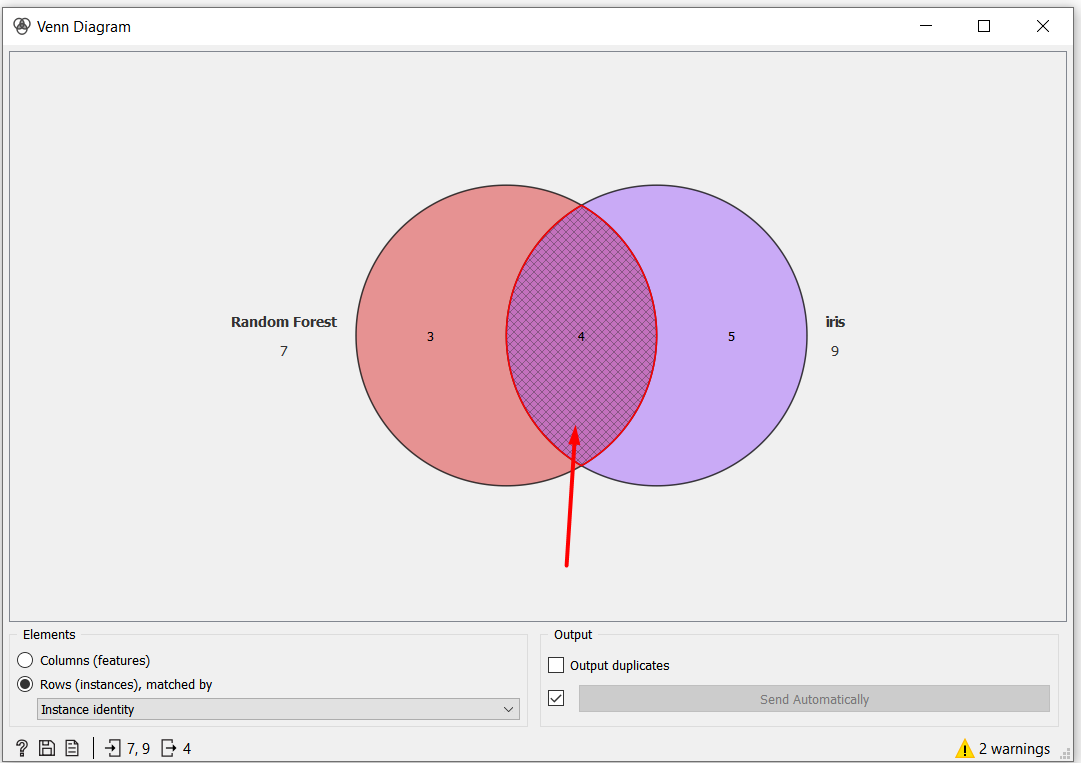 Venn Diagram
Random Forest
7
3
4
5
iris
9
Elements
Columns (features)
Rows (instances), matched by
Instance identity
Output
Output duplicates
Send Automatically
? 7, 9 4
2 warnings